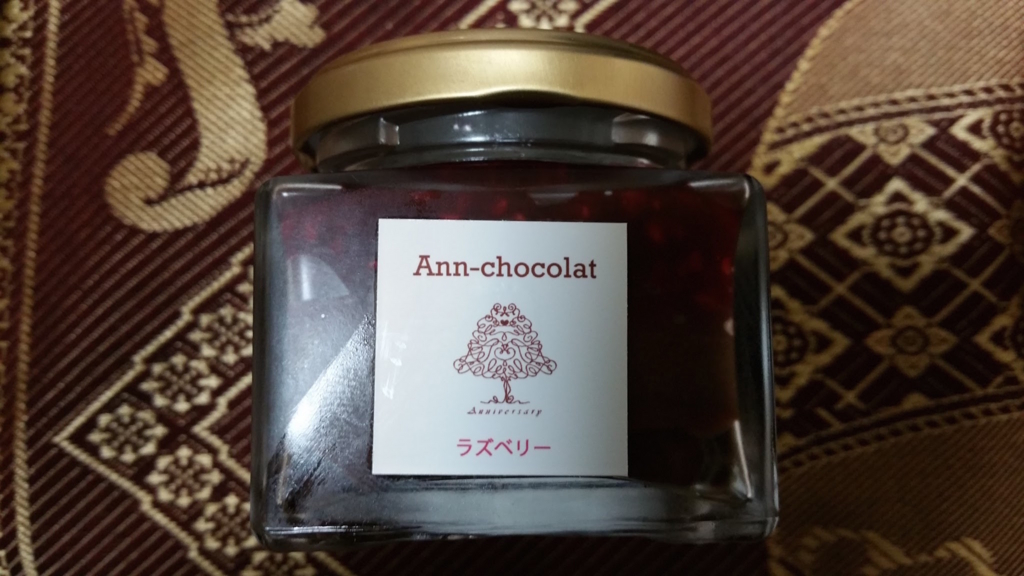 Ann-chocolat
Anniversary
ラズベリー